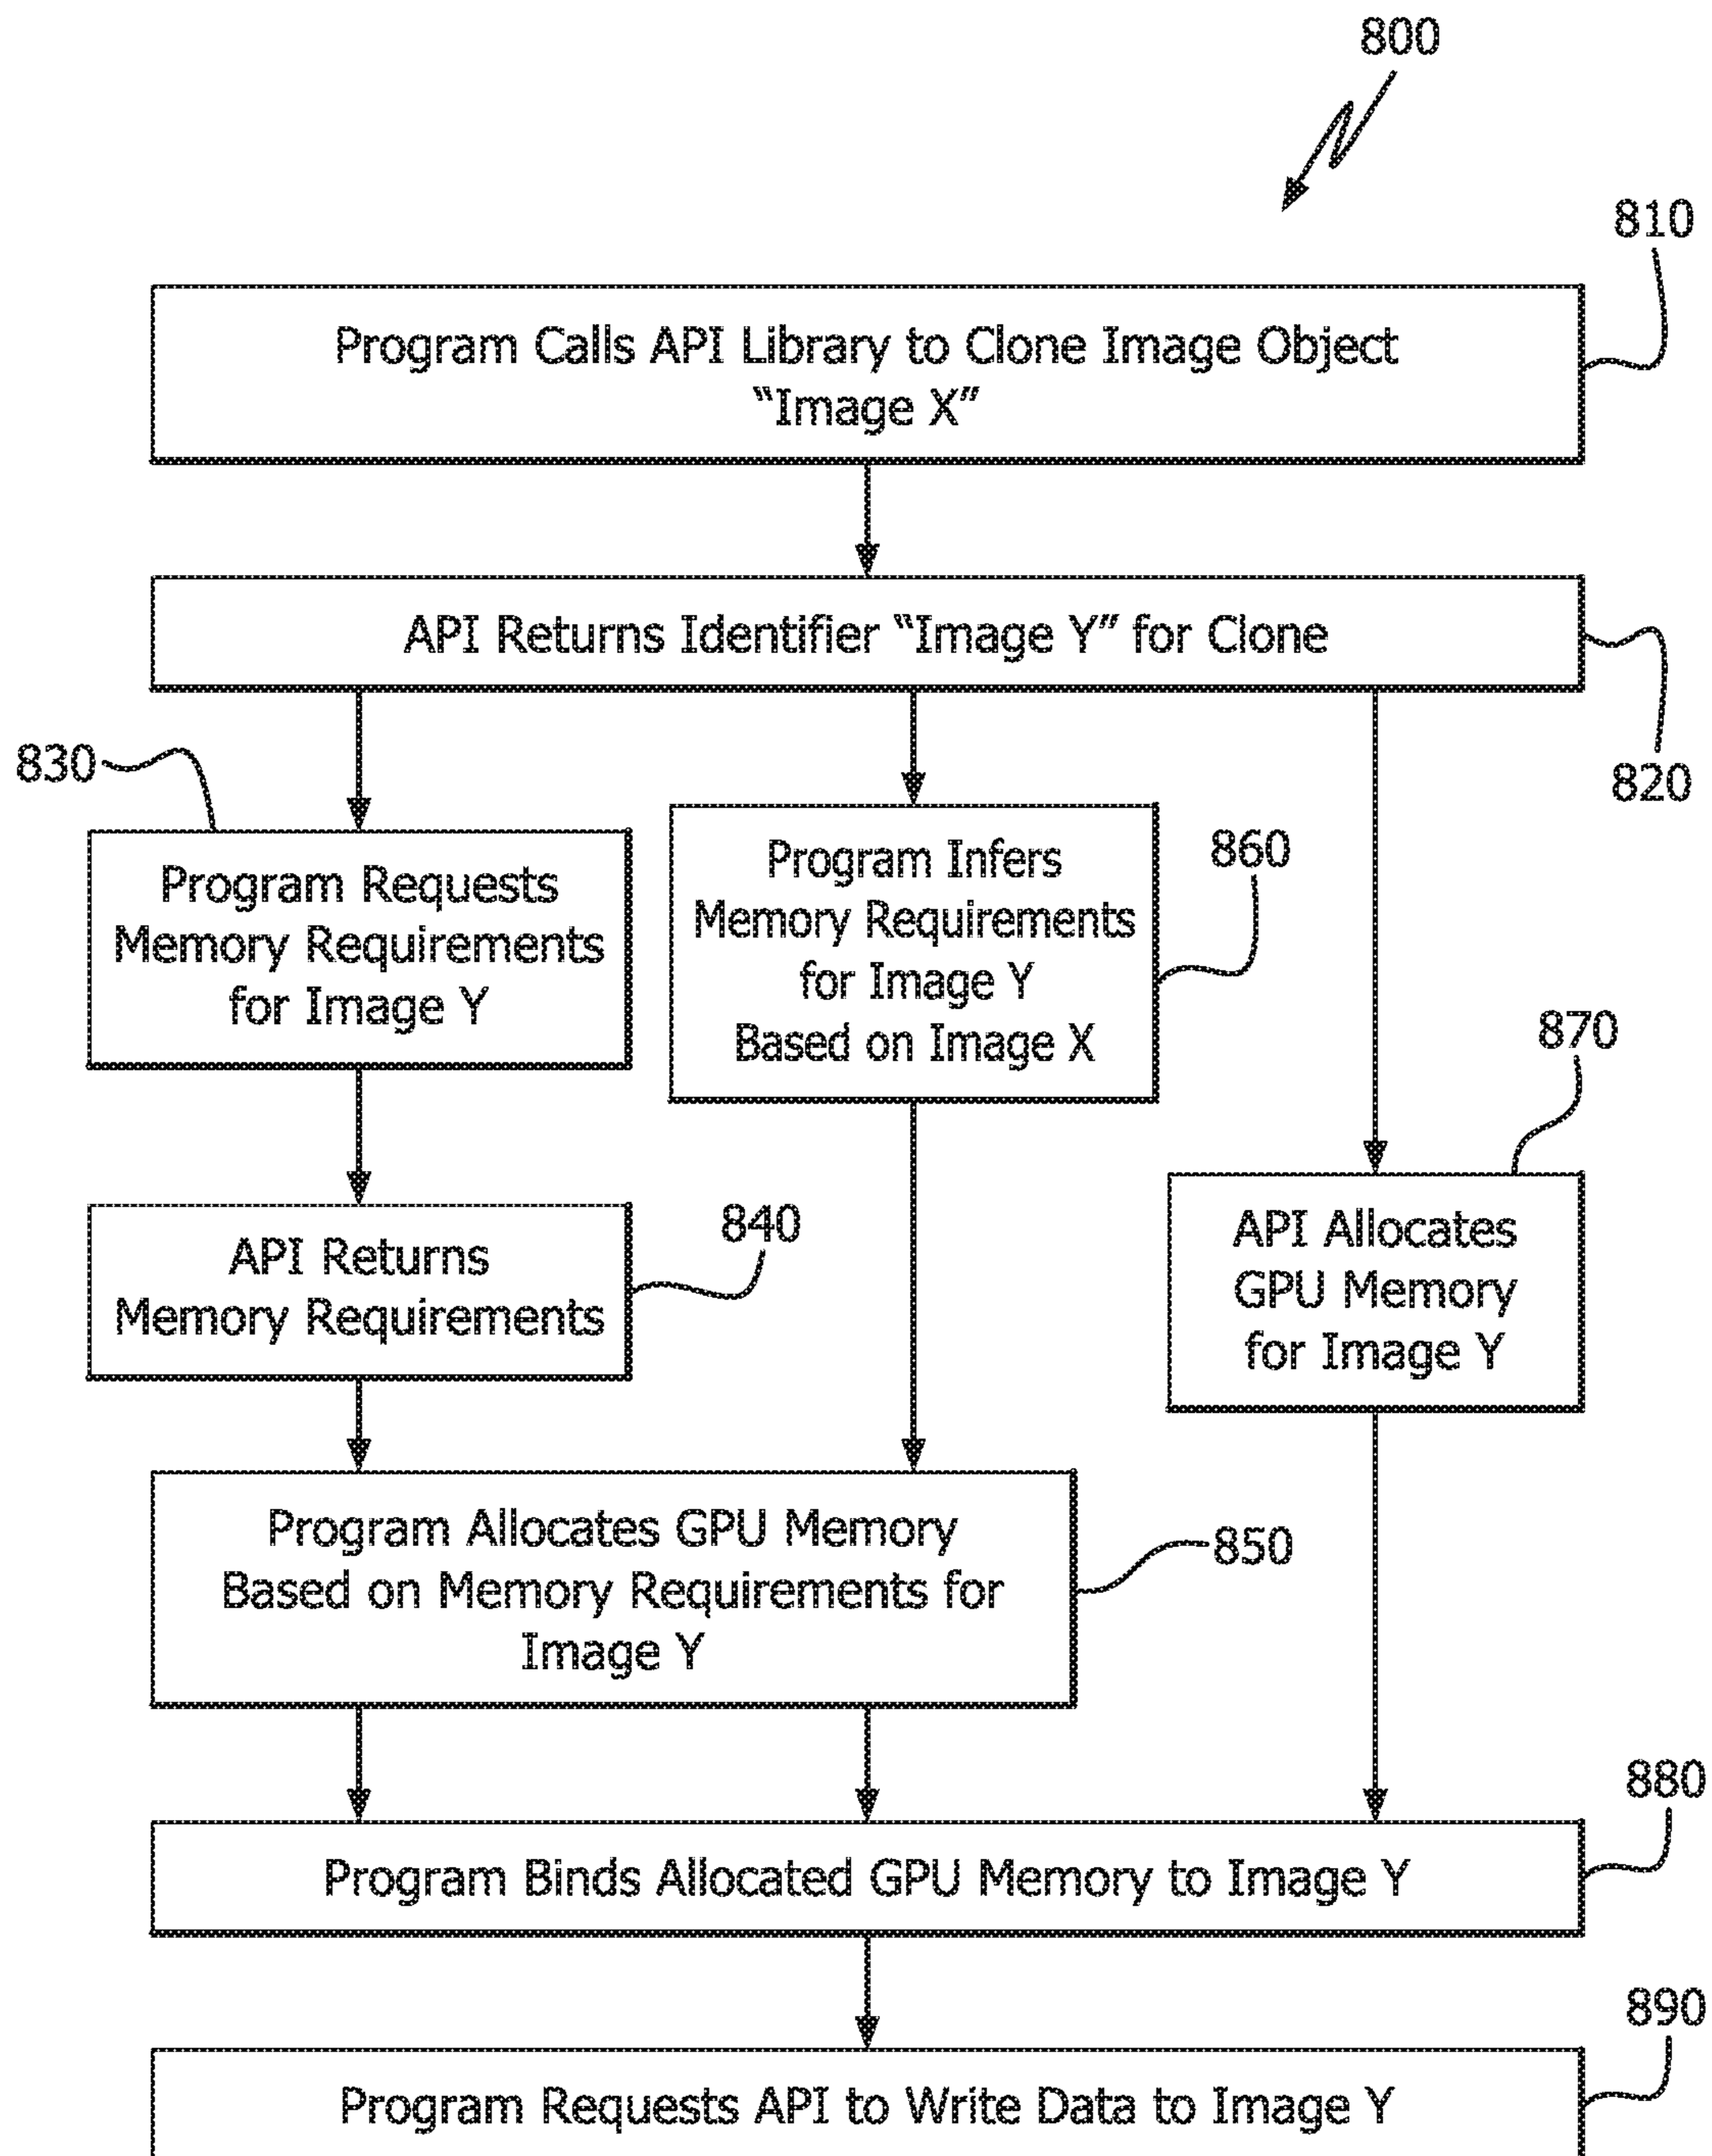 800
810
Program Calls API Library to Clone Image Object
“Image X”
API Returns Identifier “Image Y” for Clone
820
830
Program Requests
Memory Requirements
for Image Y
860
Program Infers
Memory Requirements
for Image Y
Based on Image X
870
API Allocates
GPU Memory
for Image Y
840
API Returns
Memory Requirements
Program Allocates GPU Memory
Based on Memory Requirements for
Image Y
850
880
Program Binds Allocated GPU Memory to Image Y
890
Program Requests API to Write Data to Image Y